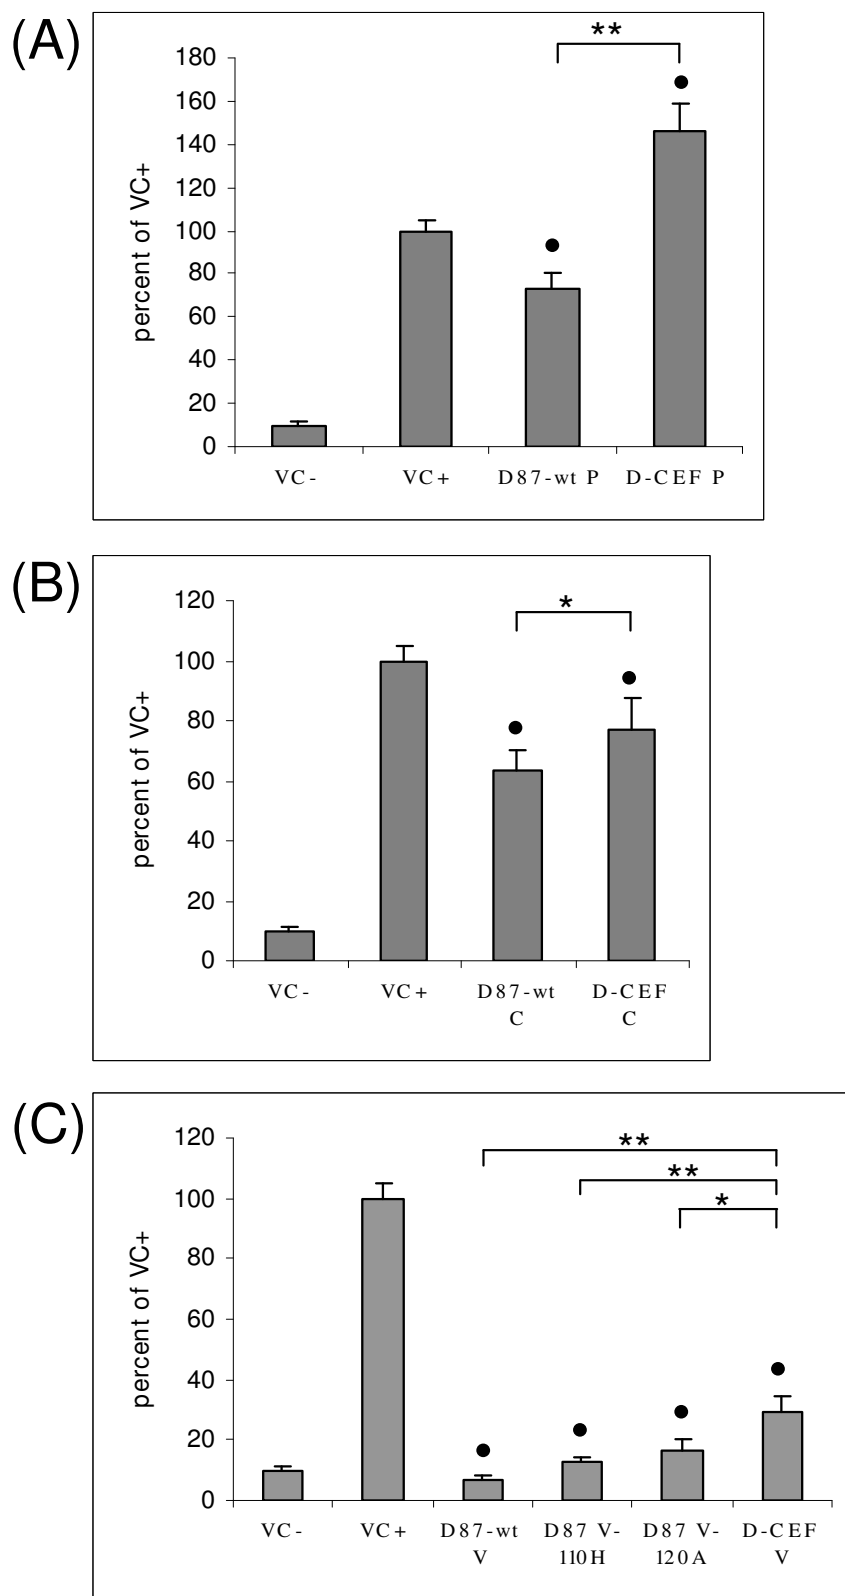 (A)
**
180
160
140
120
100
80
60
40
20
0
percent of VC+
VC-
VC+
D87-wt P
D-CEF P
(B)
*
120
100
80
60
40
20
0
percent of VC+
VC-
VC+
D87-wt
C
D-CEF
C
(C)
**
**
*
120
100
80
60
40
20
0
percent of VC+
VC-
VC+
D87-wt
V
D87 V-
110H
D87 V-
120A
D-CEF
V